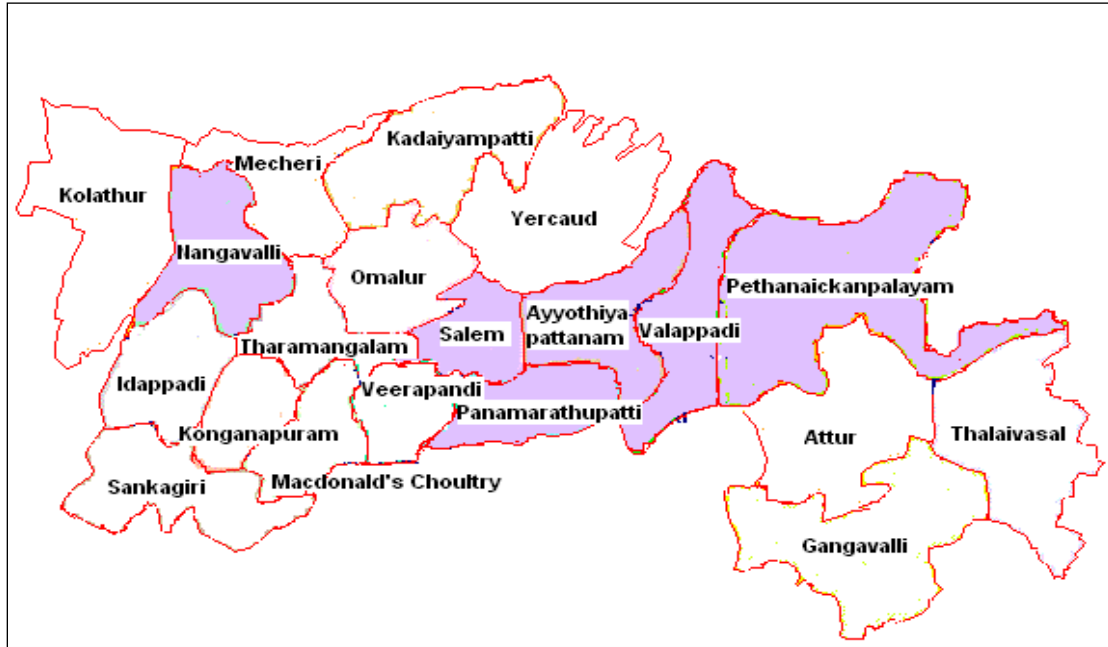 Kadaiyampatti
Mecheri
Kolathur
Yercaud
Nangavalli
Omalur
Pethanaickanpalayam
Ayyothiya
pattanam
Salem
Valappadi
Tharamangalam
Idappadi
Veerapandi
Panamarathupatti
Konganapuram
Attur
Thalaivasal
Macdonald's Choultry
Sankagiri
Gangavalli